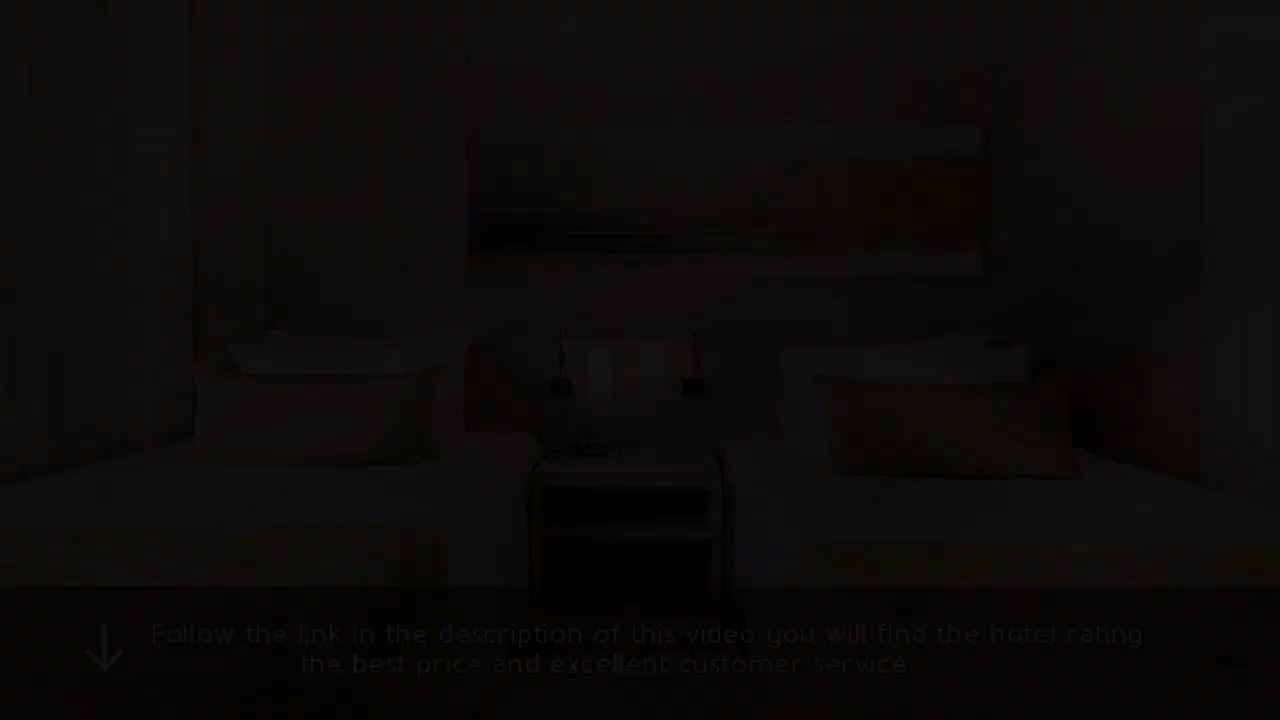 Follow the link in the description of this video you will find the hotel rating
the best price and excellent customer service